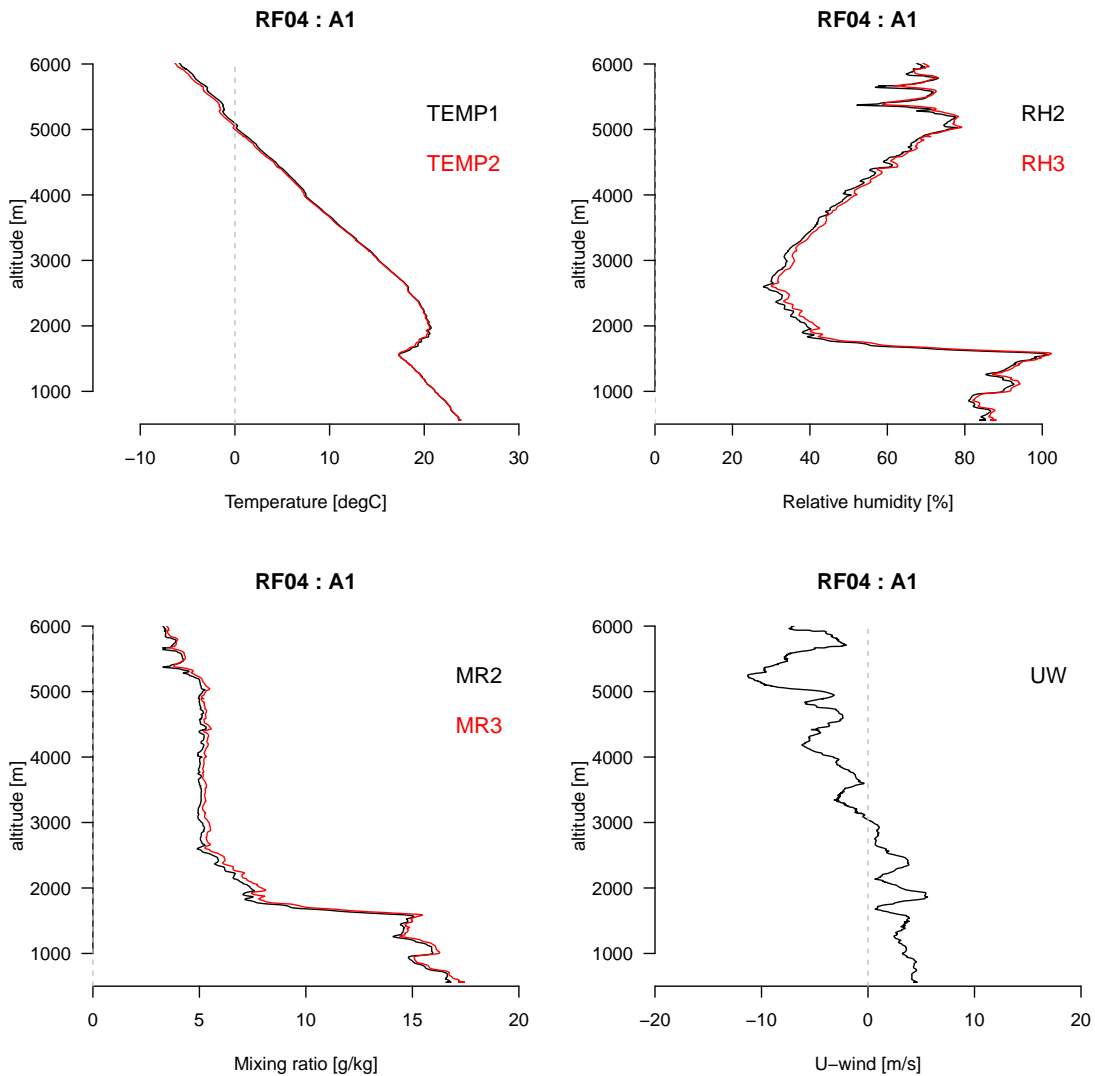 RF04 : A1
6000
5000
4000
3000
2000
1000
altitude [m]
TEMP1
TEMP2
−10 0 10 20 30
Temperature [degC]
RF04 : A1
6000
5000
4000
3000
2000
1000
altitude [m]
RH2
RH3
0 20 40 60 80 100
Relative humidity [%]
RF04 : A1
6000
5000
4000
3000
2000
1000
altitude [m]
MR2
MR3
0 5 10 15 20
Mixing ratio [g/kg]
RF04 : A1
6000
5000
4000
3000
2000
1000
altitude [m]
UW
−20 −10 0 10 20
U−wind [m/s]